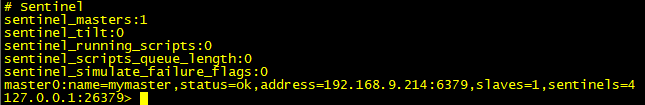 # Sentinel
sentinel_masters:1
sentinel_tilt:0
sentinel_running_scripts:0
sentinel_scripts_queue_length:0
sentinel_simulate_failure_flags:0
master0:name=mymaster,status=ok,address=192.168.9.214:6379,slaves=1,sentinels=4
127.0.0.1:26379>